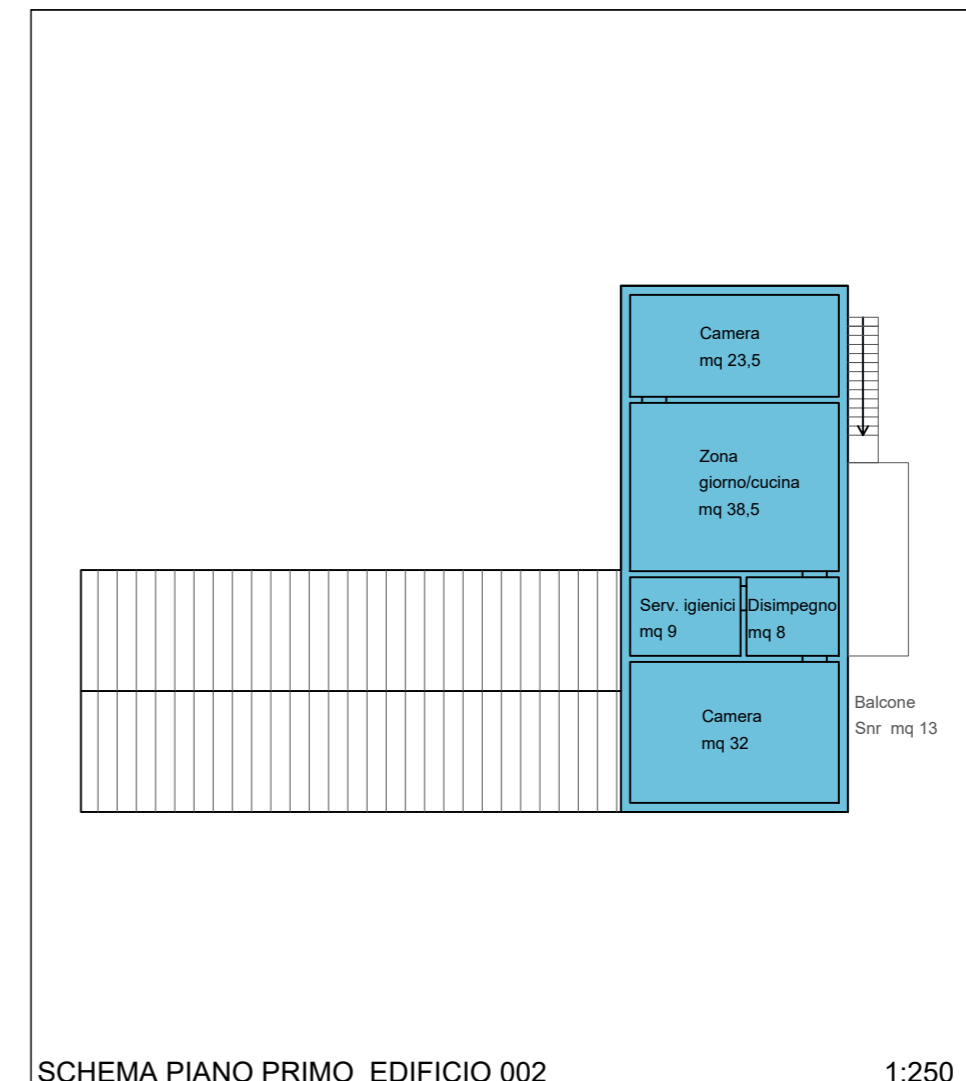 Camera
mq 23,5
Zona
giorno/cucina
mq 38,5
Serv. igienici
mq 9
Disimpegno
mq 8
Camera
mq 32
Balcone
Snr mq 13
SCHEMA PIANO PRIMO EDIFICIO 002
1:250